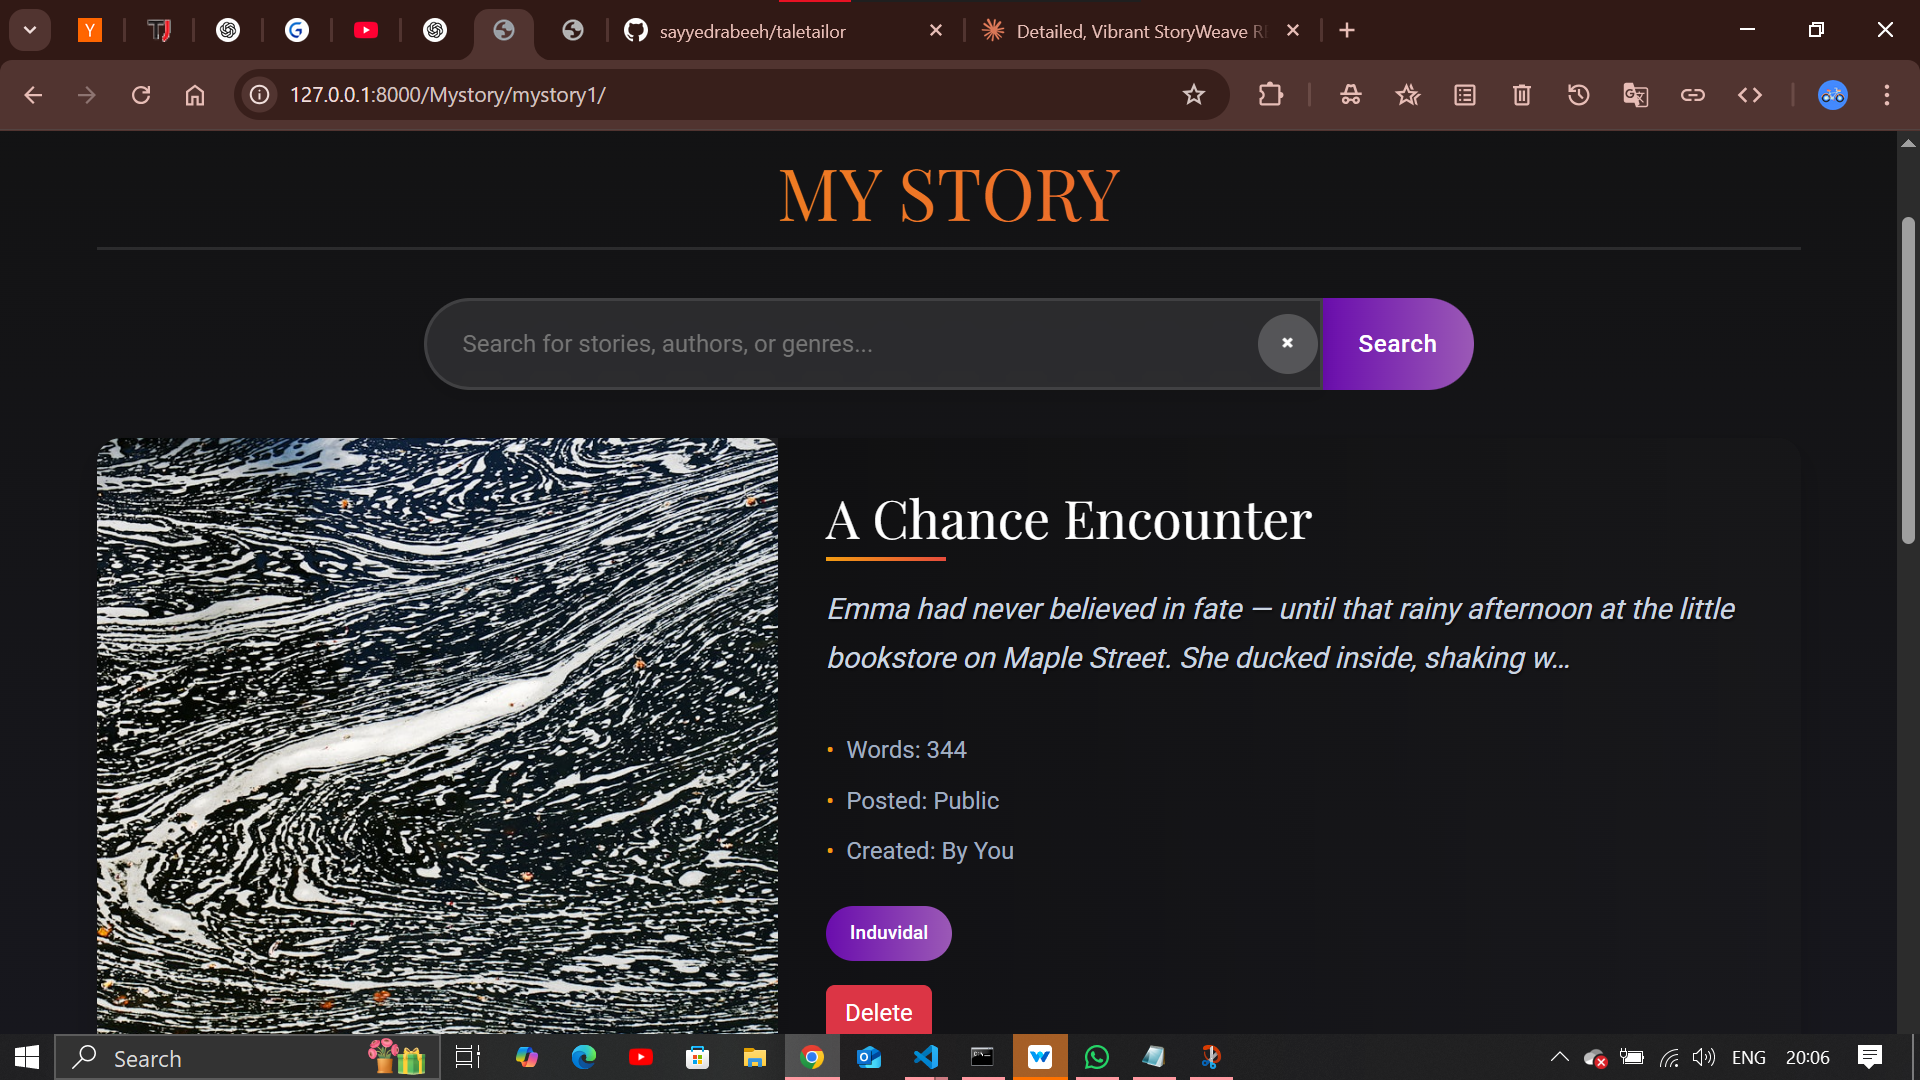 Y
TJ
sayyedrabeeh/taletailor
Detailed, Vibrant StoryWeave R
127.0.0.1:8000/Mystory/mystory1/
MY STORY
Search for stories, authors, or genres...
Search
A Chance Encounter
Emma had never believed in fate — until that rainy afternoon at the little
bookstore on Maple Street. She ducked inside, shaking w...
• Words: 344
• Posted: Public
• Created: By You
Induvidal
Delete
Search
ENG
20:06